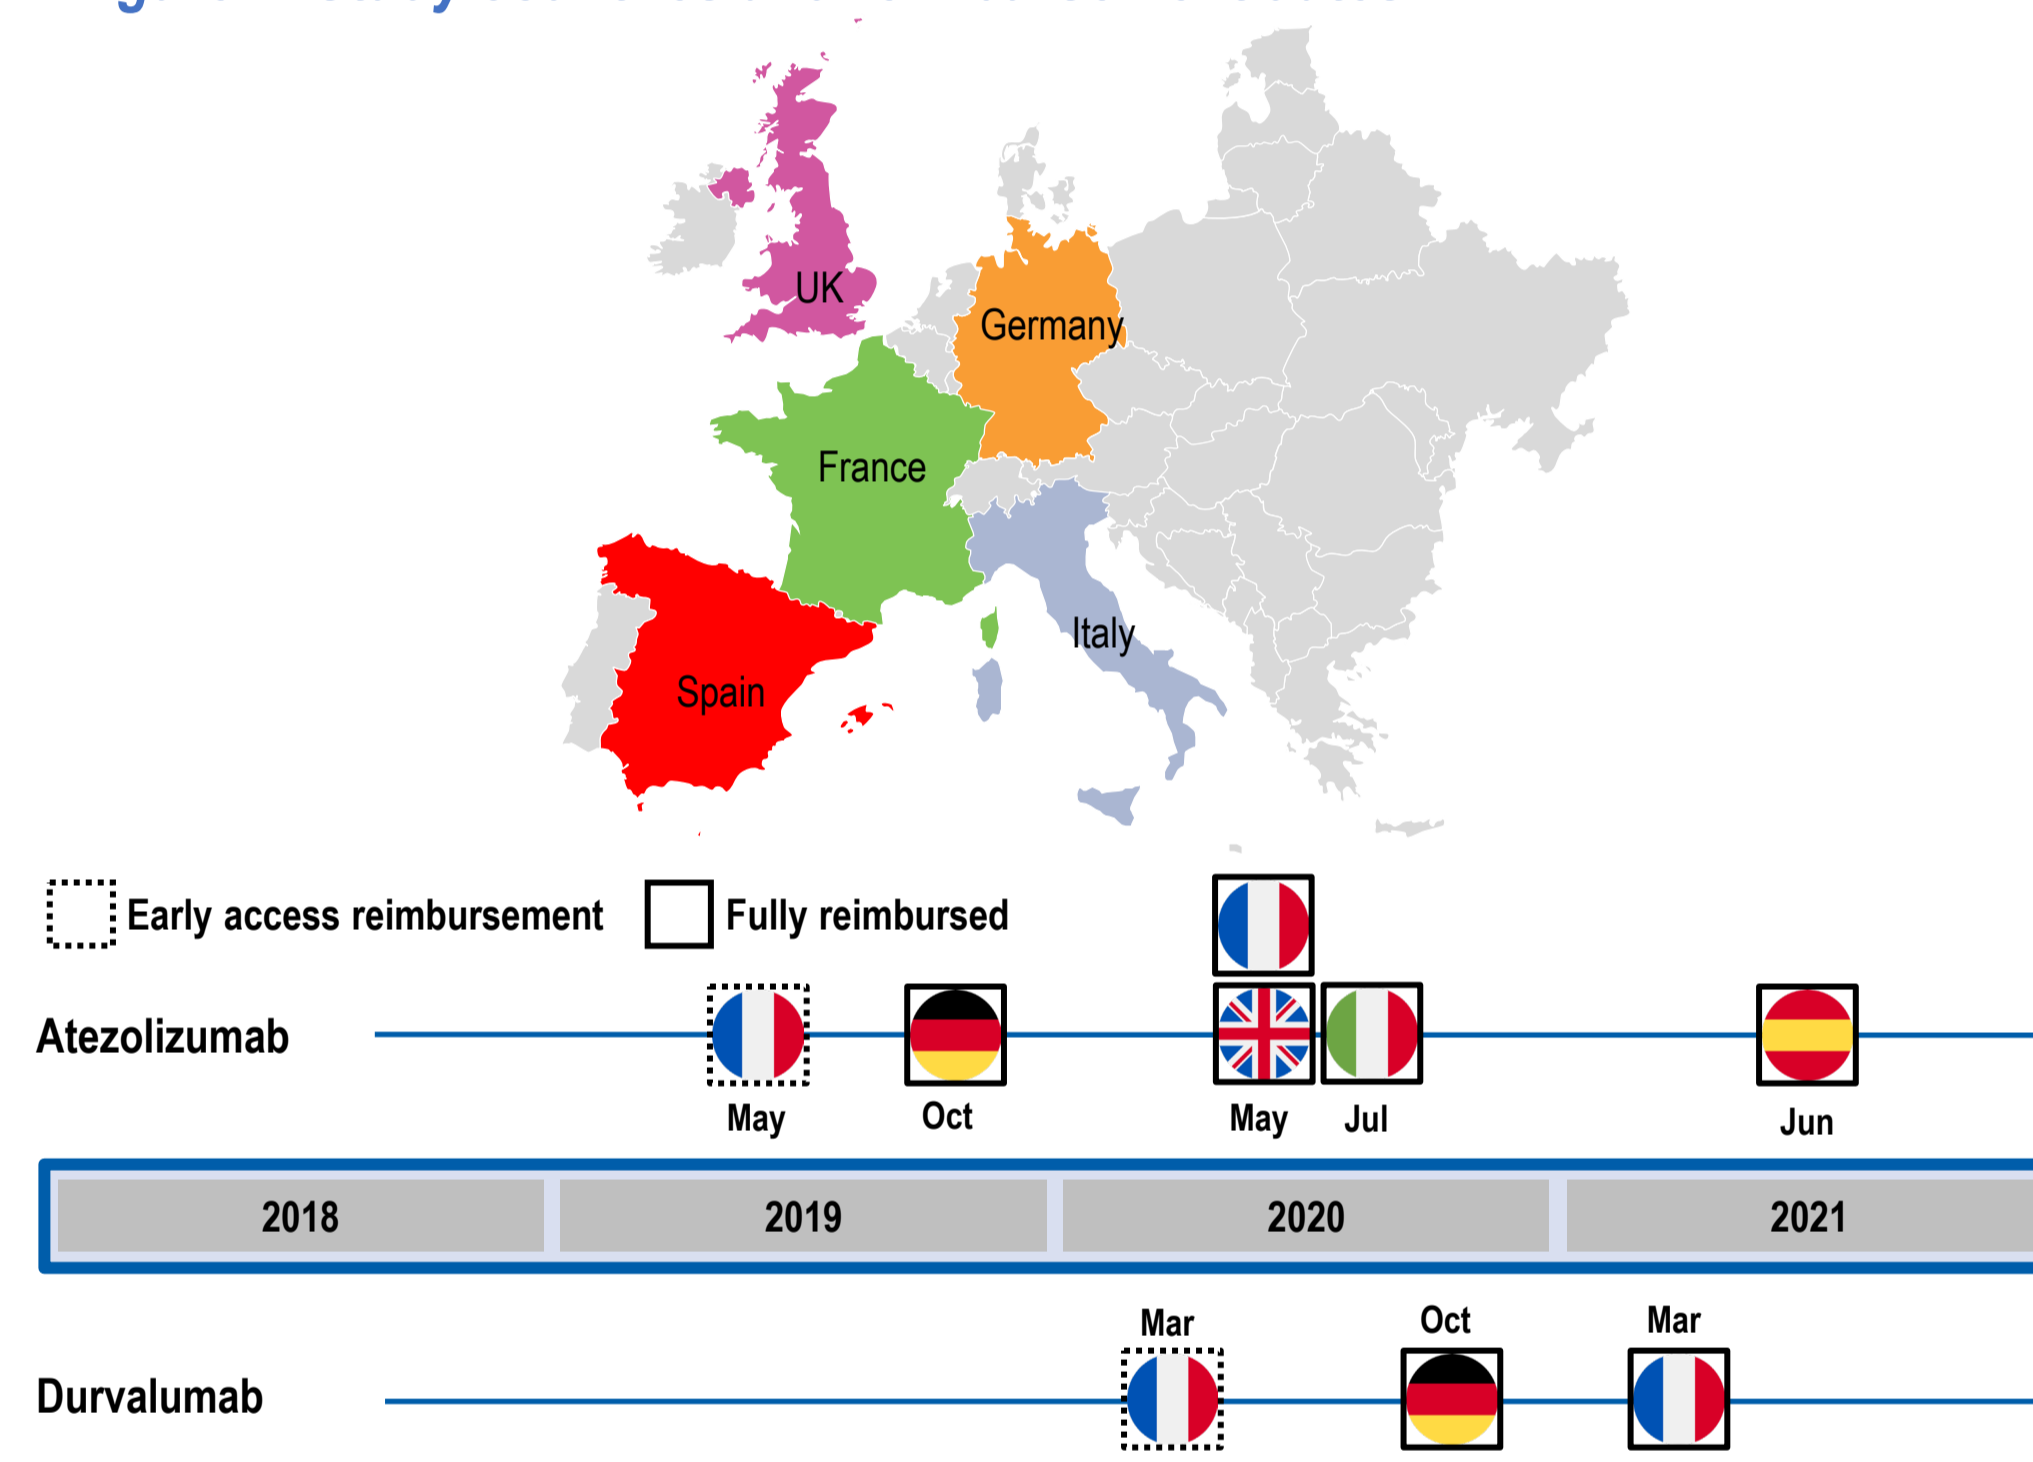 UK
Germany
France
Italy
Spain
Early access reimbursement Fully reimbursed
Atezolizumab
May Oct May Jul Jun
2018 2019 2020 2021
Mar Oct Mar
Durvalumab